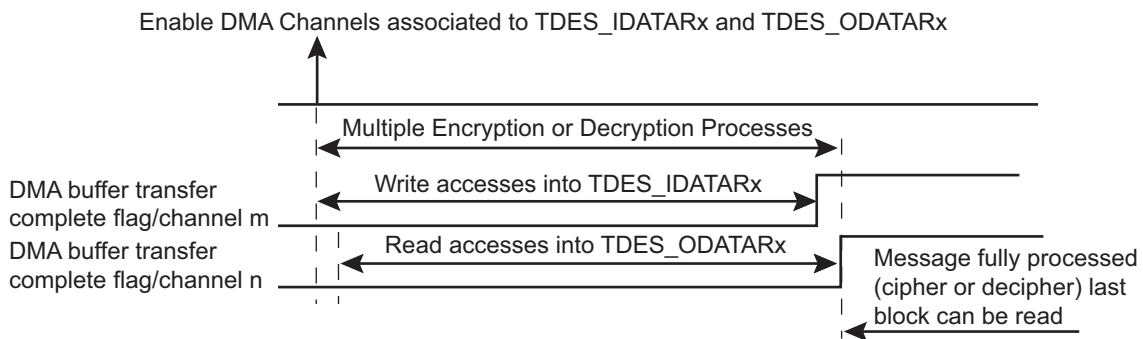 Enable DMA Channels associated to TDES_IDATARx and TDES_ODATARx
Multiple Encryption or Decryption Processes
DMA buffer transfer
complete flag/channel m
Write accesses into TDES_IDATARx
DMA buffer transfer
complete flag/channel n
Read accesses into TDES_ODATARx
Message fully processed
(cipher or decipher) last
block can be read